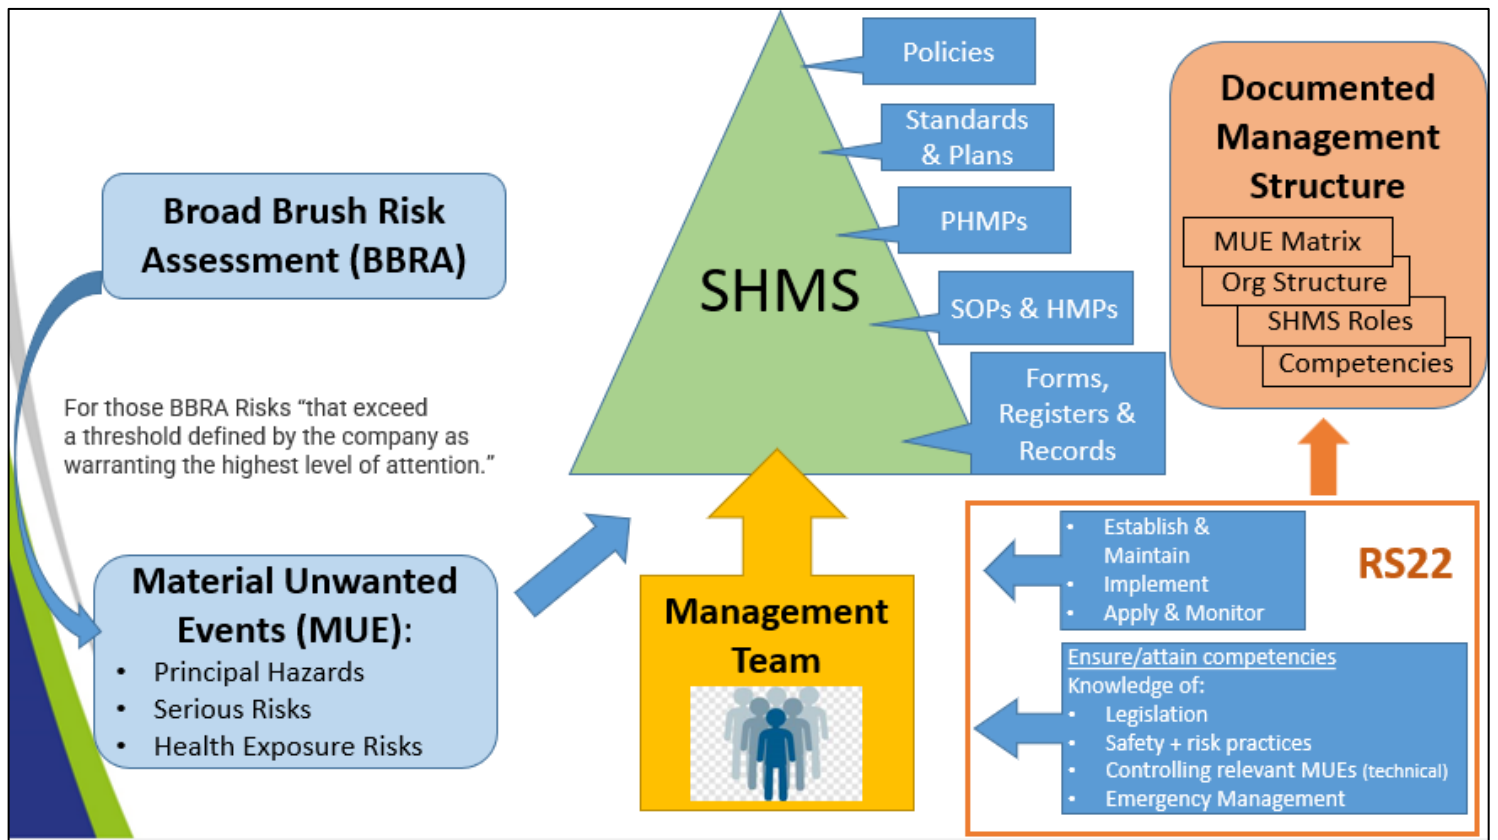 Broad Brush Risk
Assessment (BBRA)
For those BBRA Risks “that exceed
a threshold defined by the company as
warranting the highest level of attention.”
Material Unwanted
Events (MUE):
• Principal Hazards
• Serious Risks
• Health Exposure Risks
SHMS
Policies
Standards
& Plans
PHMPs
SOPs & HMPs
Forms,
Registers &
Records
Management
Team
Documented
Management
Structure
MUE Matrix
Org Structure
SHMS Roles
Competencies
RS22
• Establish &
Maintain
• Implement
• Apply & Monitor
Ensure/attain competencies
Knowledge of:
• Legislation
• Safety + risk practices
• Controlling relevant MUEs (technical)
• Emergency Management